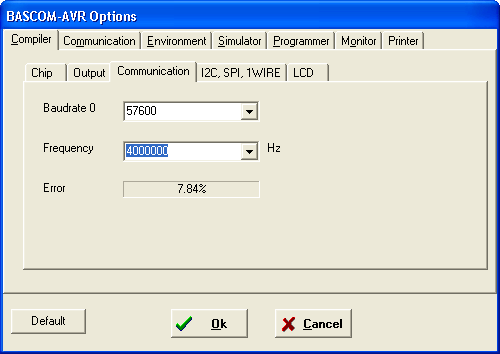 BASCOM-AVR Options
Compiler Communication Environment Simulator Programmer Monitor Printer
Chip Output Communication I2C, SPI, 1WIRE LCD
Baudrate 0 57600
Frequency 4000000 Hz
Error 7.84%
Default Ok Cancel